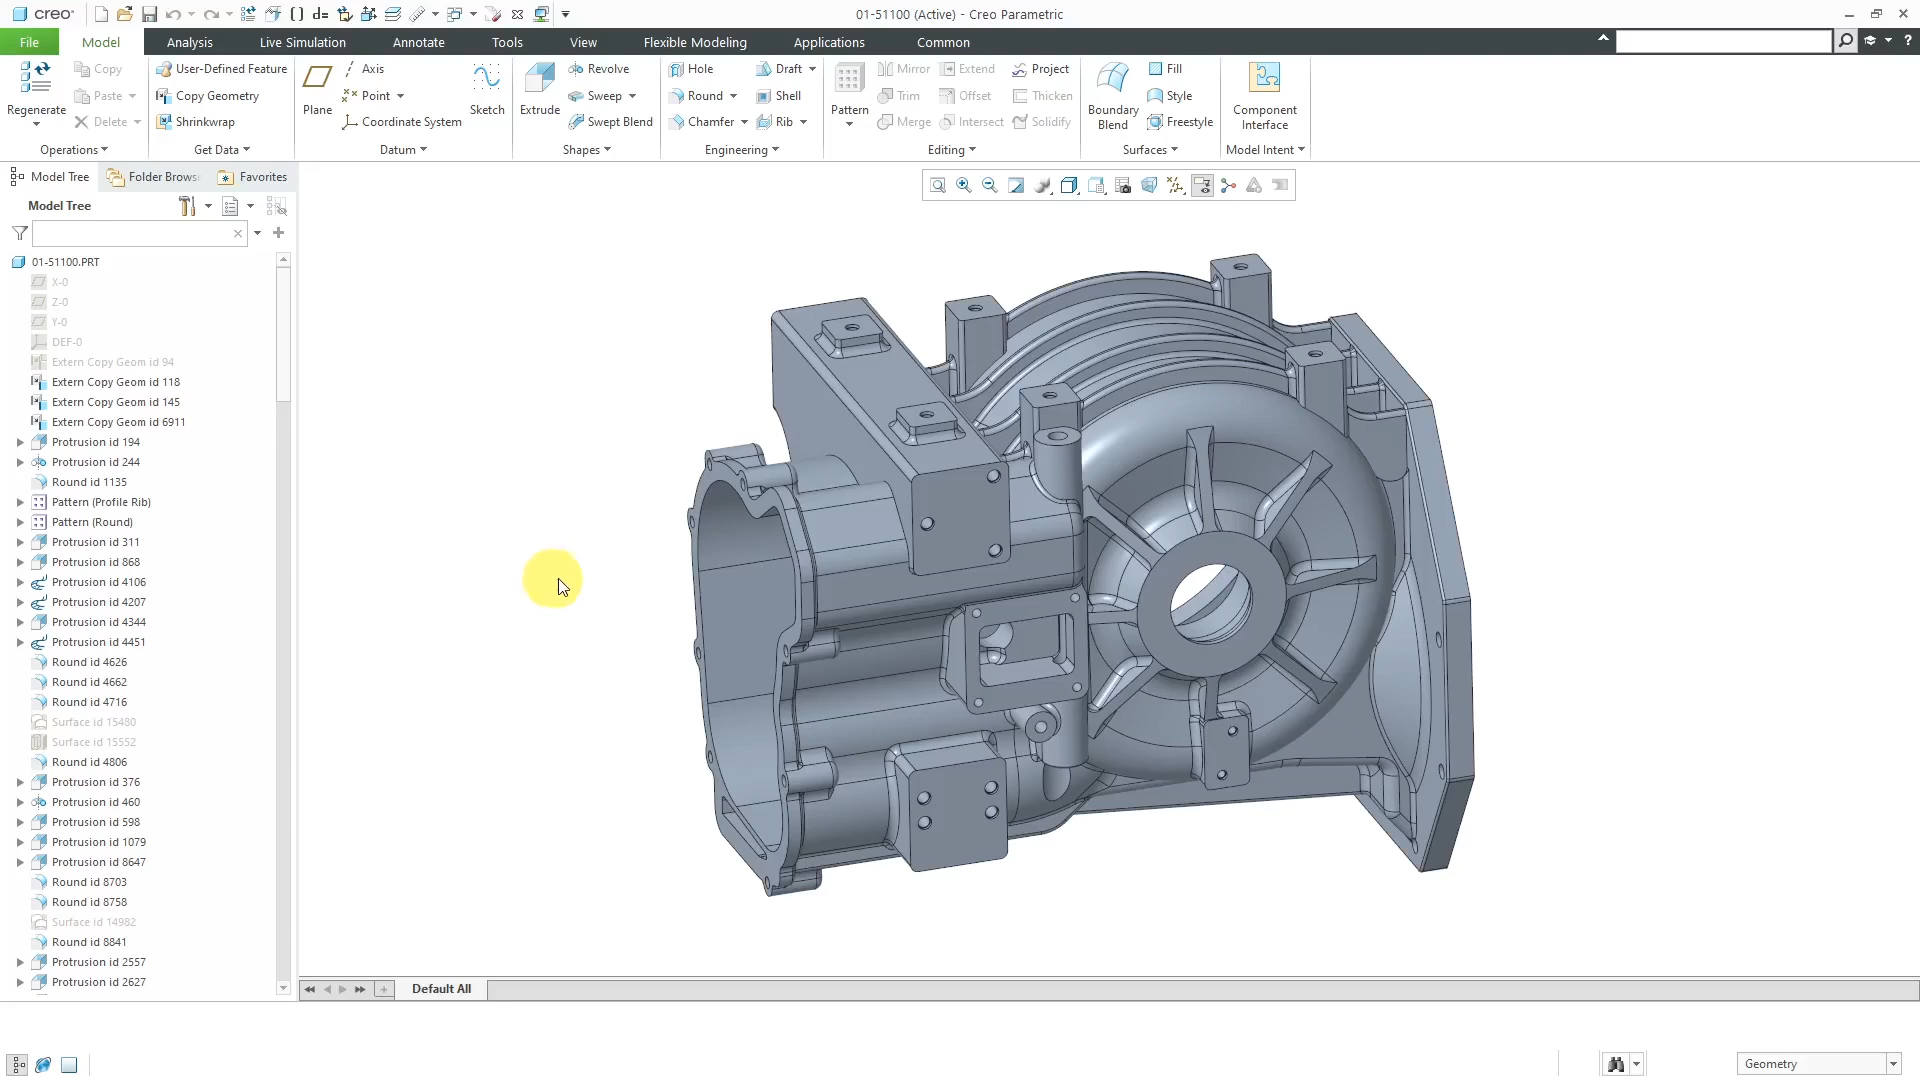 creo
d=
01-51100 (Active) - Creo Parametric
File
Model
Analysis
Live Simulation
Annotate
Tools
View
Flexible Modeling
Applications
Common
?
Regenerate
Copy
Paste
Delete
Operations
User-Defined Feature
Copy Geometry
Shrinkwrap
Get Data
Plane
Axis
Point
Coordinate System
Sketch
Datum
Extrude
Revolve
Sweep
Swept Blend
Shapes
Hole
Round
Chamfer
Draft
Shell
Rib
Engineering
Pattern
Mirror
Trim
Merge
Extend
Offset
Intersect
Project
Thicken
Solidify
Editing
Boundary
Blend
Fill
Style
Freestyle
Surfaces
Component
Interface
Model Intent
Model Tree
Folder Brows
Favorites
Model Tree
01-51100.PRT
X-0
Z-0
Y-0
DEF-0
Extern Copy Geom id 94
Extern Copy Geom id 118
Extern Copy Geom id 145
Extern Copy Geom id 6911
Protrusion id 194
Protrusion id 244
Round id 1135
Pattern (Profile Rib)
Pattern (Round)
Protrusion id 311
Protrusion id 868
Protrusion id 4106
Protrusion id 4207
Protrusion id 4344
Protrusion id 4451
Round id 4626
Round id 4662
Round id 4716
Surface id 15480
Surface id 15552
Round id 4806
Protrusion id 376
Protrusion id 460
Protrusion id 598
Protrusion id 1079
Protrusion id 8647
Round id 8703
Round id 8758
Surface id 14982
Round id 8841
Protrusion id 2557
Protrusion id 2627
Default All
Geometry